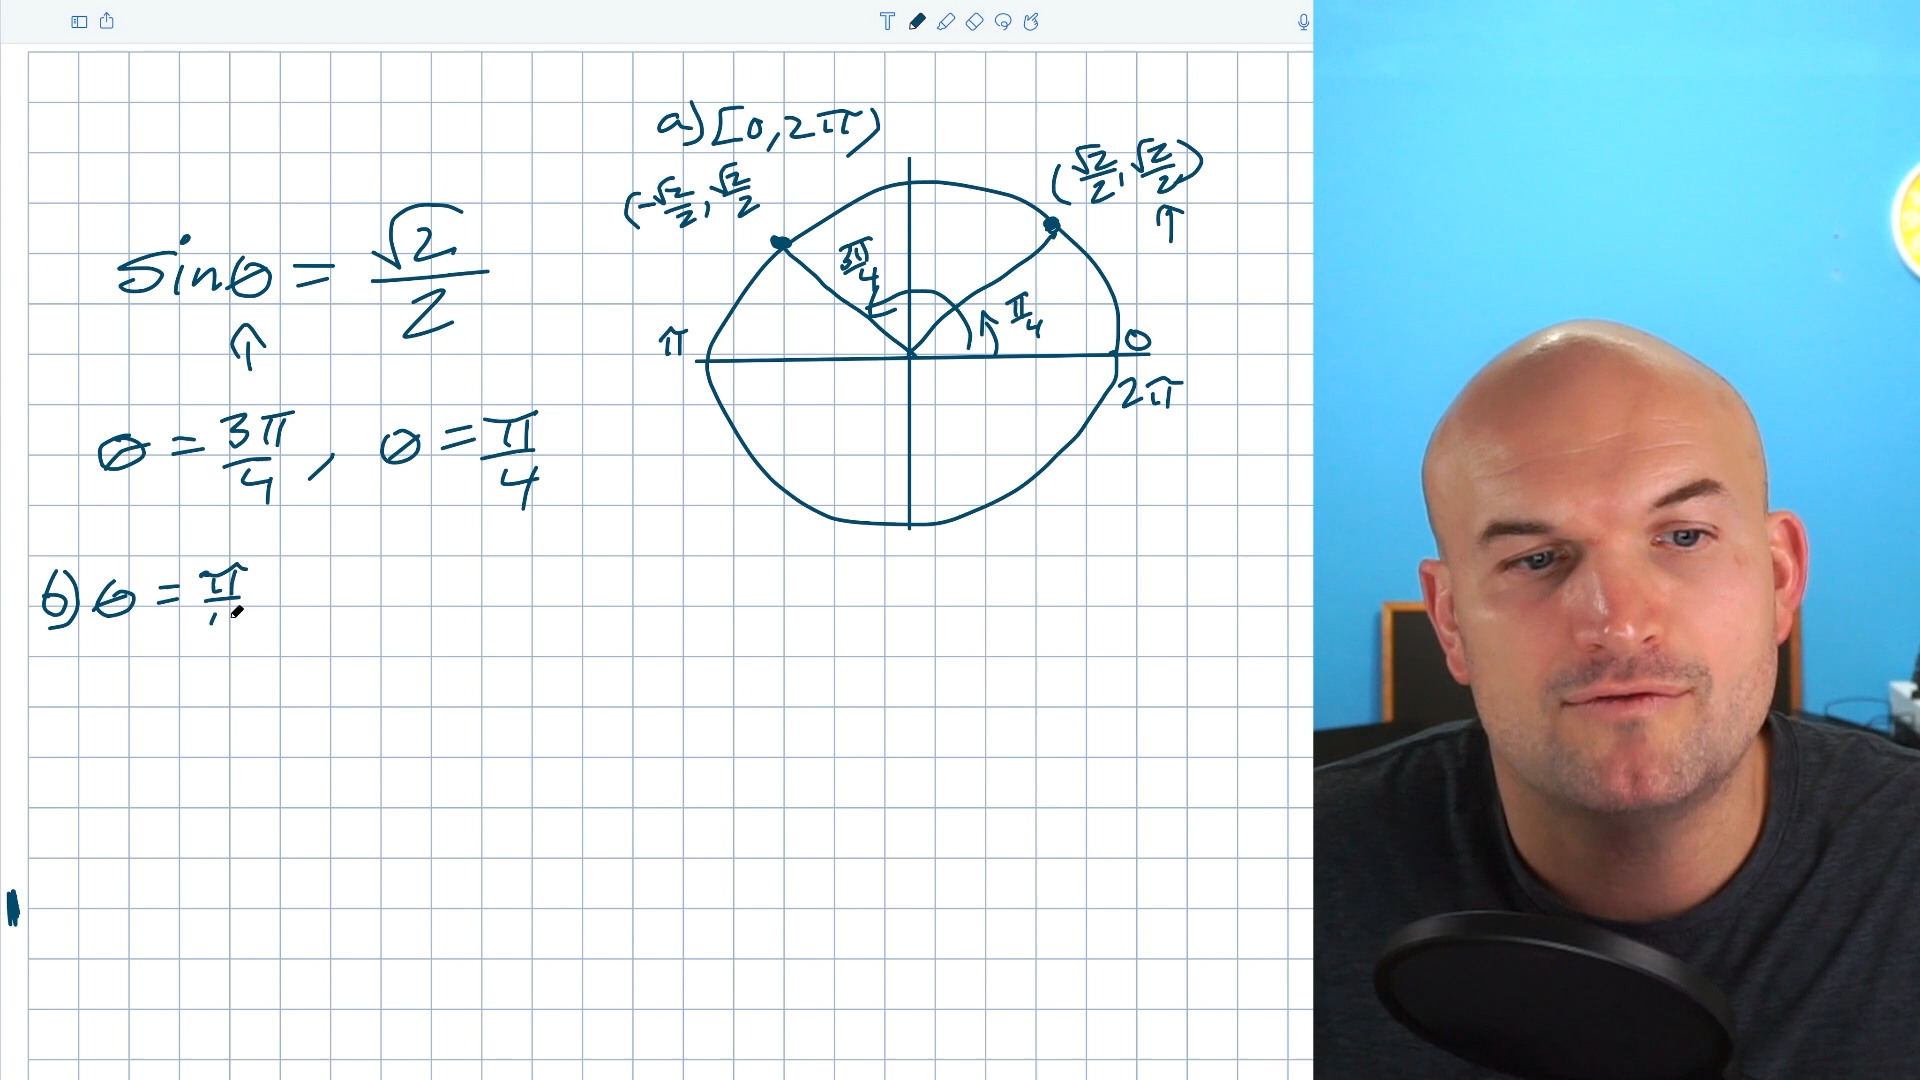 a) [0, 2π)
(-√2/2, √2/2
(√2/2, √2/2)
sinθ = √2/2
3π/4
π/4
π
0
2π
θ = 3π/4, θ = π/4
b) θ = π/